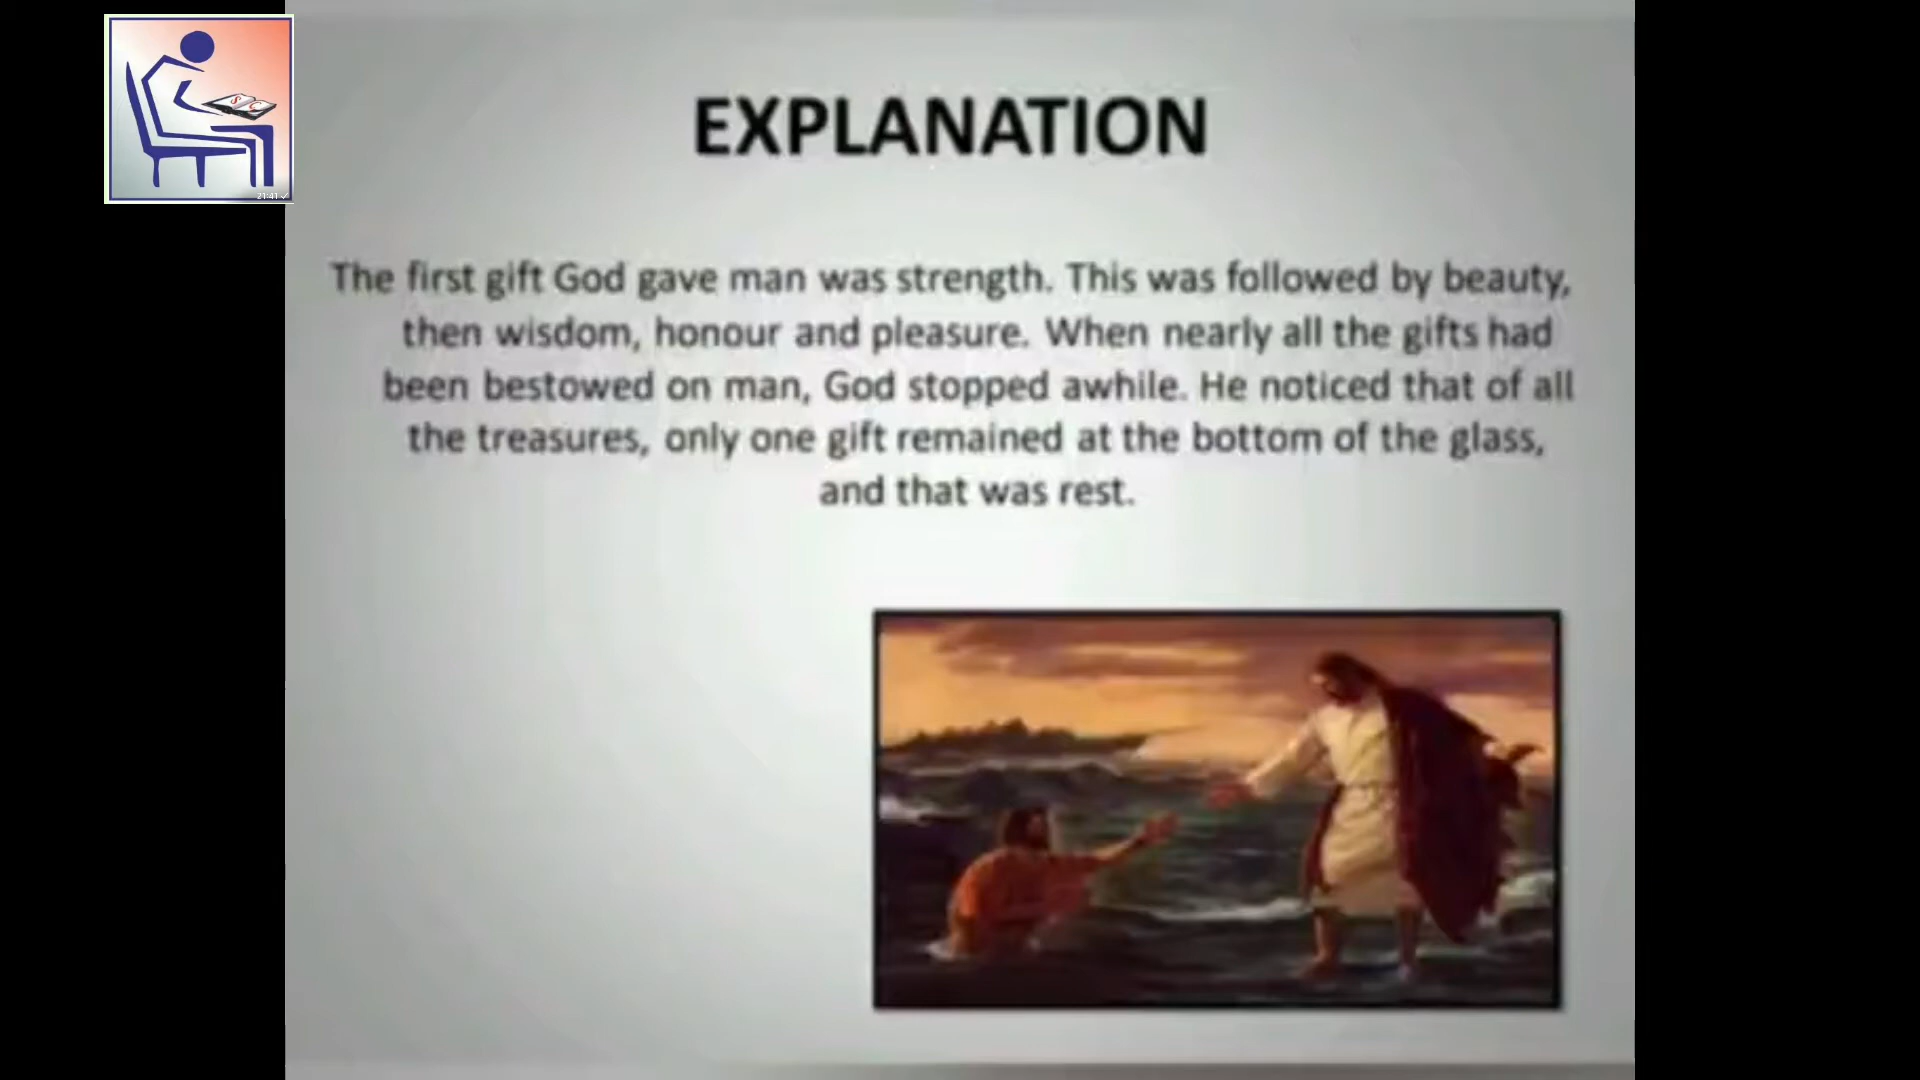 S C
21:41
EXPLANATION
The first gift God gave man was strength. This was followed by beauty,
then wisdom, honour and pleasure. When nearly all the gifts had
been bestowed on man, God stopped awhile. He noticed that of all
the treasures, only one gift remained at the bottom of the glass,
and that was rest.